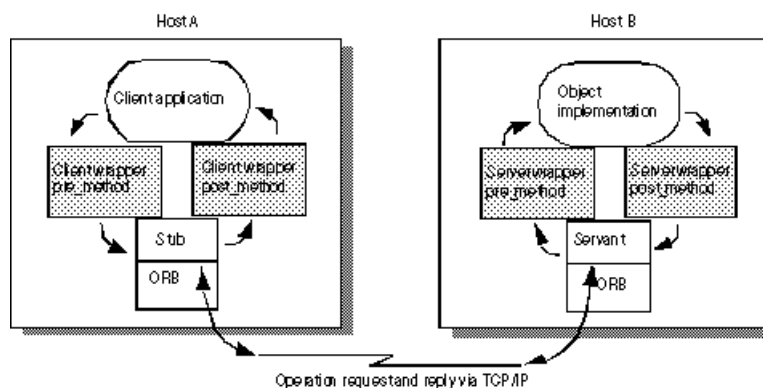 Host A
Host B
Client application
Object
implementation
Client wrapper
pre_method
Client wrapper
post_method
Server wrapper
pre_method
Server wrapper
post_method
Stub
Servant
ORB
ORB
Operation request and reply via TCP/IP